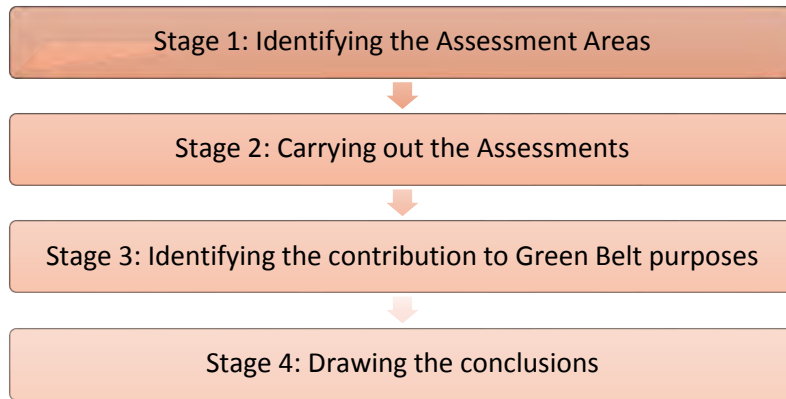 Stage 1: Identifying the Assessment Areas
Stage 2: Carrying out the Assessments
Stage 3: Identifying the contribution to Green Belt purposes
Stage 4: Drawing the conclusions